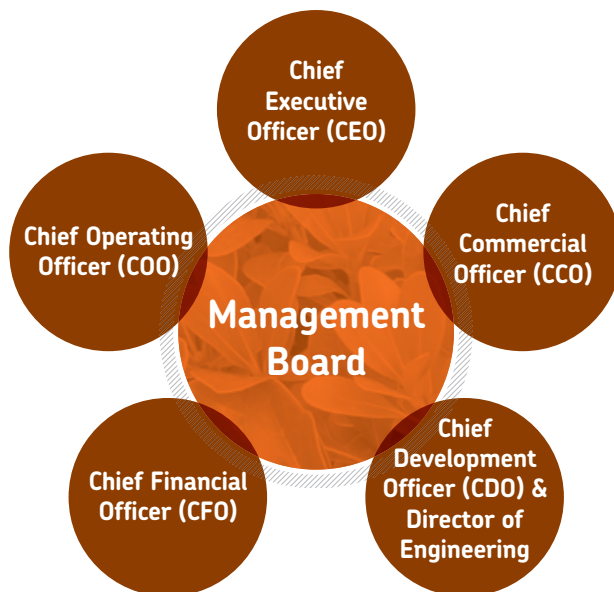 Chief
Executive
Officer (CEO)
Chief Operating
Officer (COO)
Chief
Commercial
Officer (CCO)
Management
Board
Chief Financial
Officer (CFO)
Chief
Development
Officer (CDO) &
Director of
Engineering